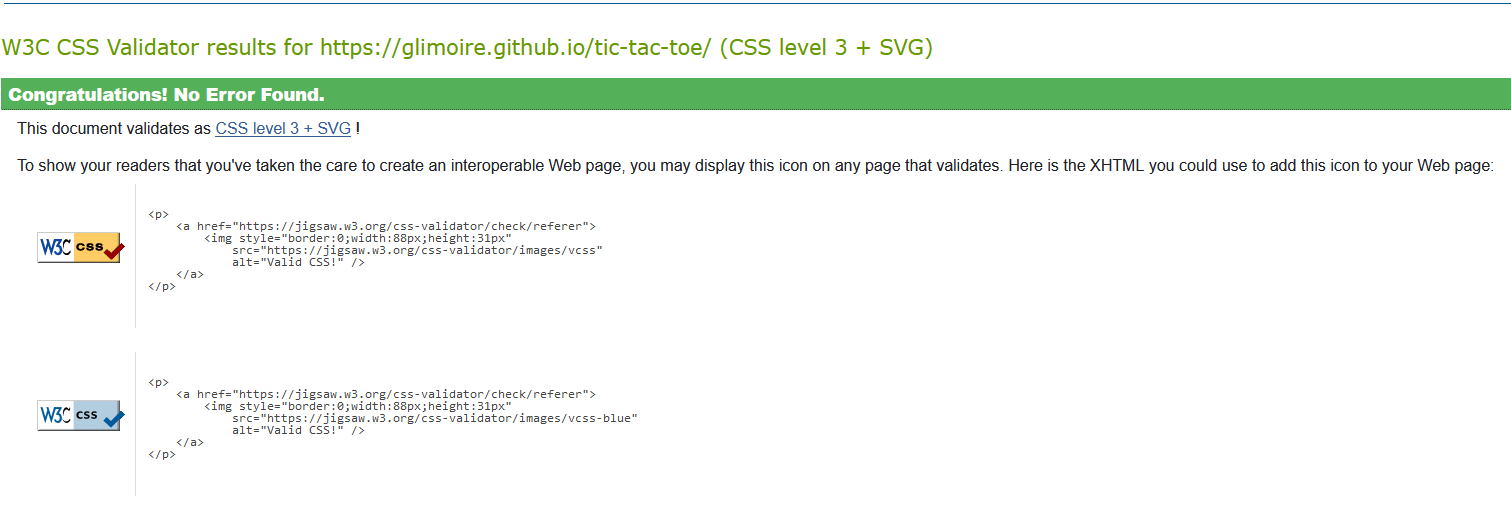 W3C CSS Validator results for https://glimoire.github.io/tic-tac-toe/ (CSS level 3 + SVG)
Congratulations! No Error Found.
This document validates as CSS level 3 + SVG !
To show your readers that you've taken the care to create an interoperable Web page, you may display this icon on any page that validates. Here is the XHTML you could use to add this icon to your Web page:
W3C css
<p>
<a href="https://jigsaw.w3.org/css-validator/check/referer">
<img style="border:0;width:88px;height:31px"
src="https://jigsaw.w3.org/css-validator/images/vcss"
alt="Valid CSS!" />
</a>
</p>
W3C css
<p>
<a href="https://jigsaw.w3.org/css-validator/check/referer">
<img style="border:0;width:88px;height:31px"
src="https://jigsaw.w3.org/css-validator/images/vcss-blue"
alt="Valid CSS!" />
</a>
</p>